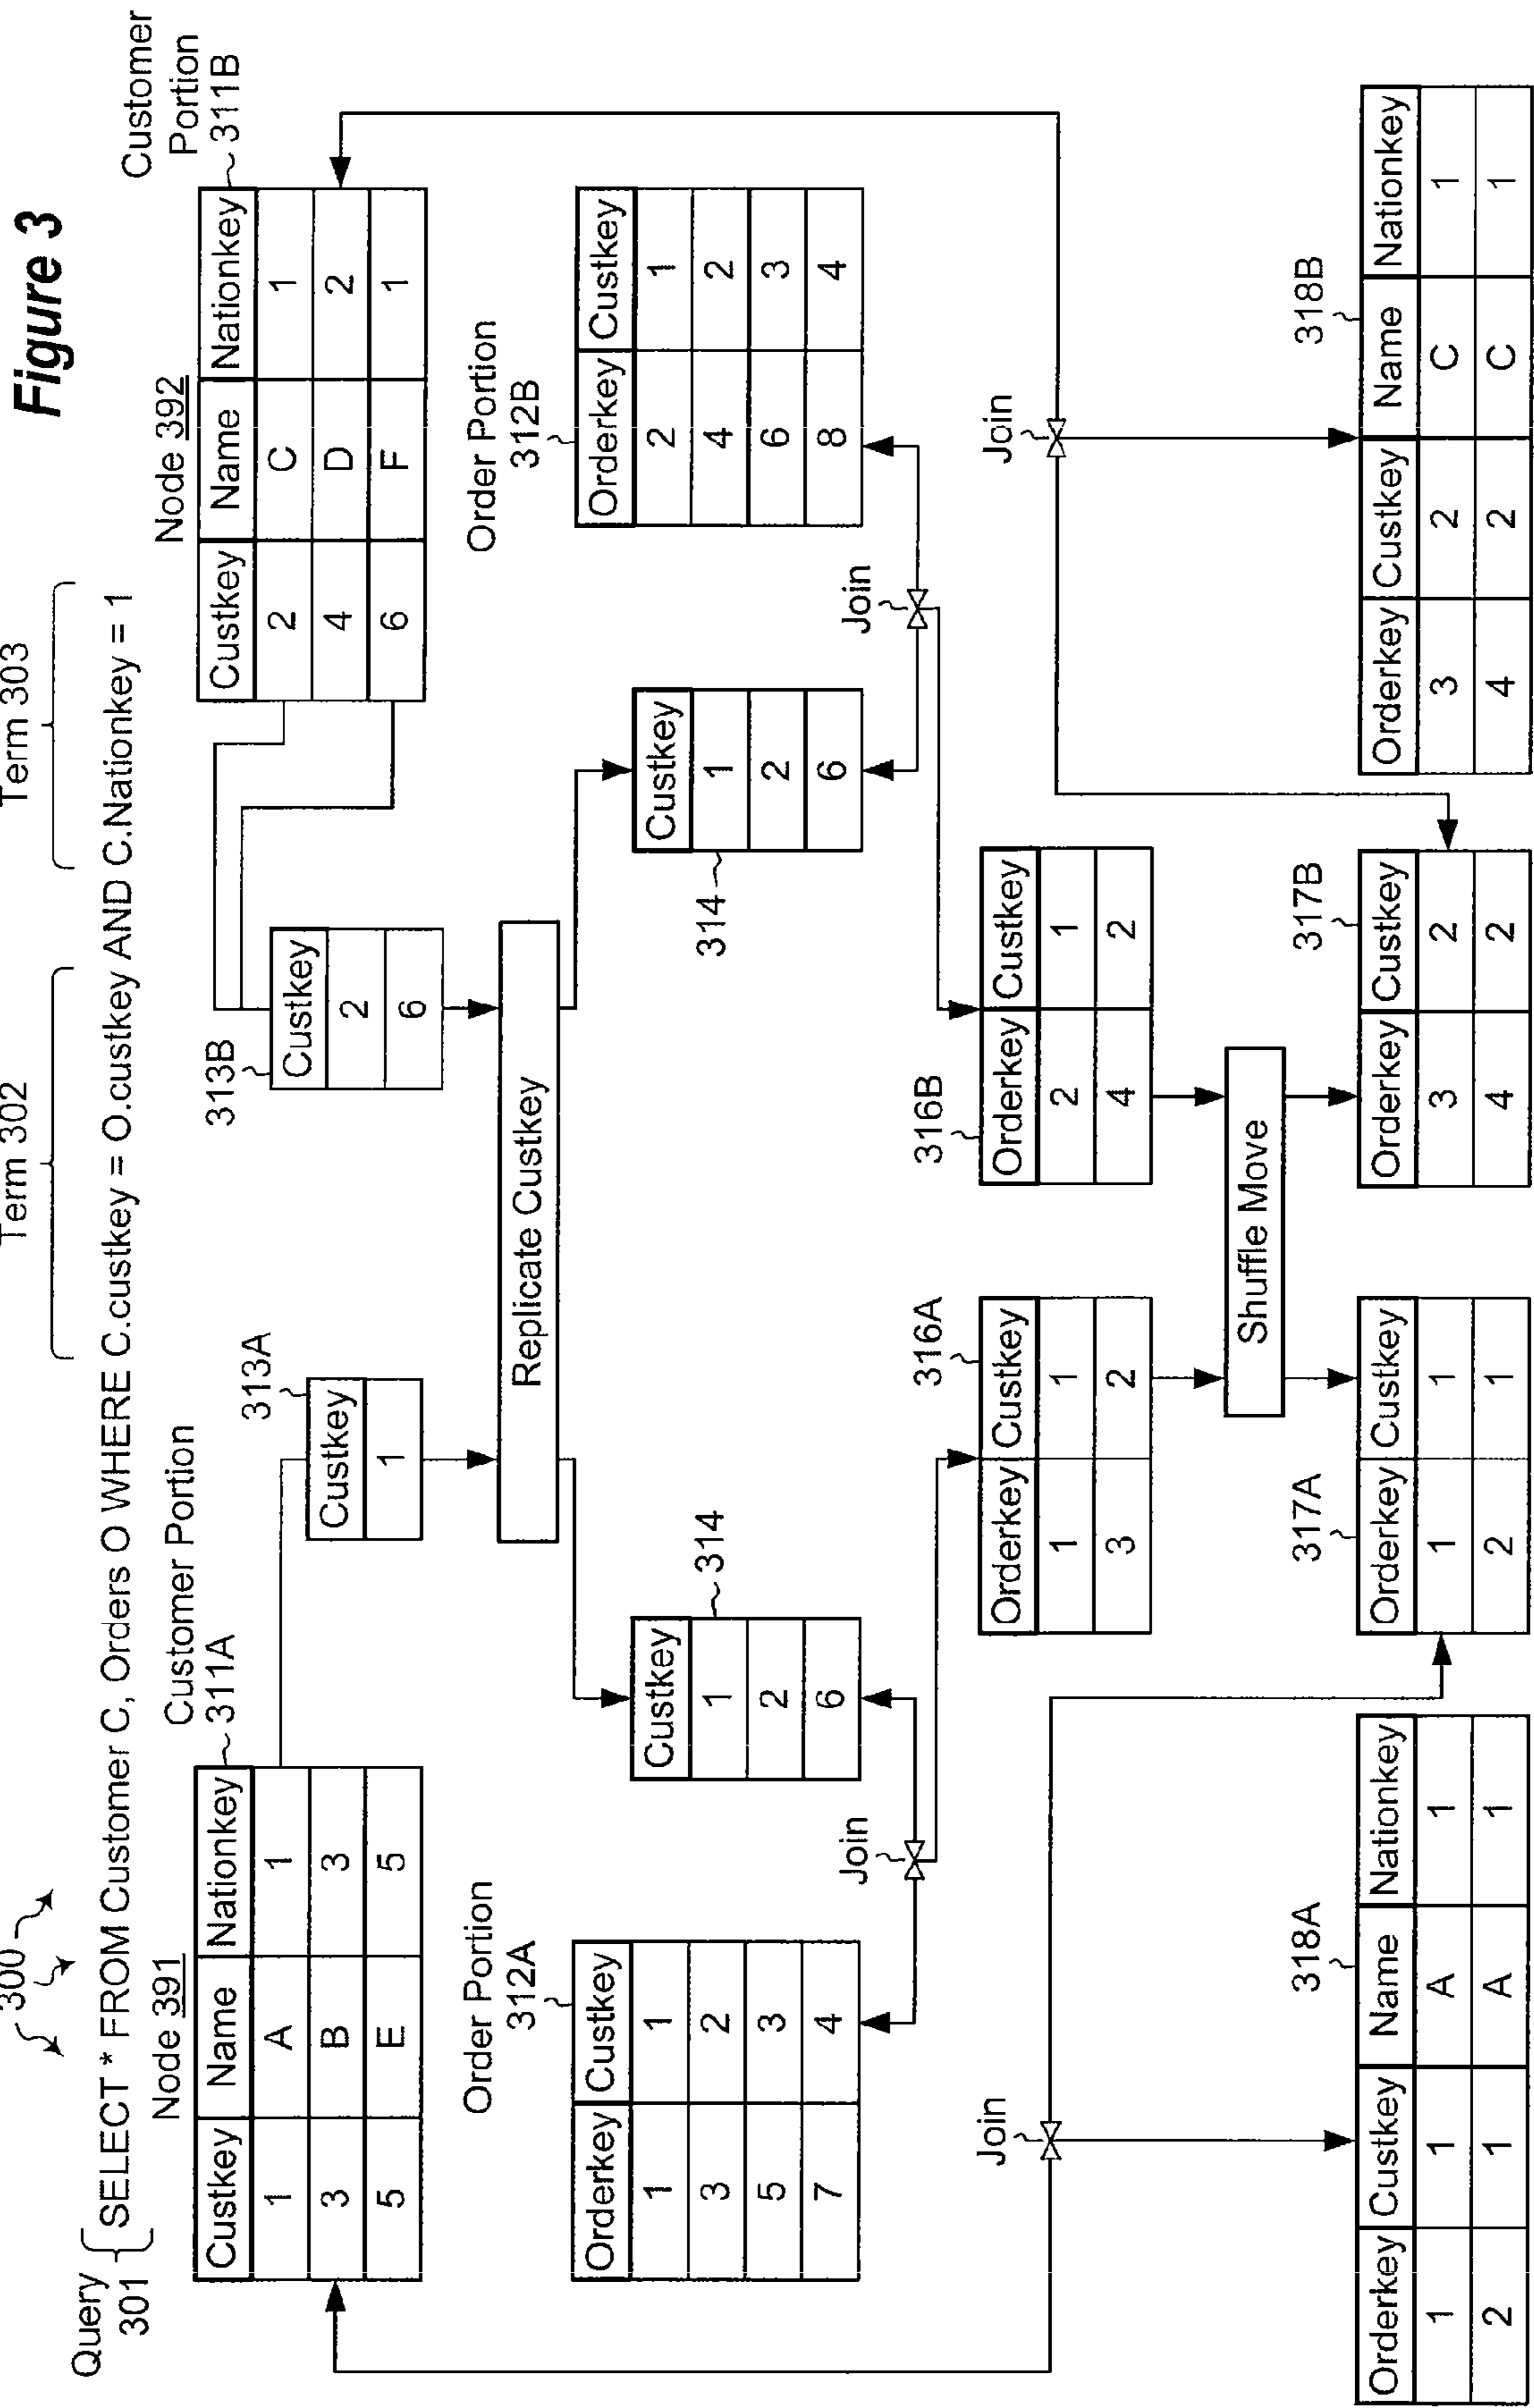 Figure 3
300
Term 302
Term 303
Query 301
SELECT * FROM Customer C, Orders O WHERE C.custkey = O.custkey AND C.Nationkey = 1
Node 391
Customer Portion
311A
Custkey Name Nationkey
1 A 1
3 B 3
5 E 5
Node 392
Customer Portion
311B
Custkey Name Nationkey
2 C 1
4 D 2
6 F 1
313A
Custkey
1
313B
Custkey
2
6
Order Portion
312A
Orderkey Custkey
1 1
3 2
5 3
7 4
Replicate Custkey
Order Portion
312B
Orderkey Custkey
2 1
4 2
6 3
8 4
314
Custkey
1
2
6
314
Custkey
1
2
6
Join
Join
316A
Orderkey Custkey
1 1
3 2
316B
Orderkey Custkey
2 1
4 2
Shuffle Move
Join
Join
317A
Orderkey Custkey
1 1
2 1
317B
Orderkey Custkey
3 2
4 2
318A
Orderkey Custkey Name Nationkey
1 1 A 1
2 1 A 1
318B
Orderkey Custkey Name Nationkey
3 2 C 1
4 2 C 1